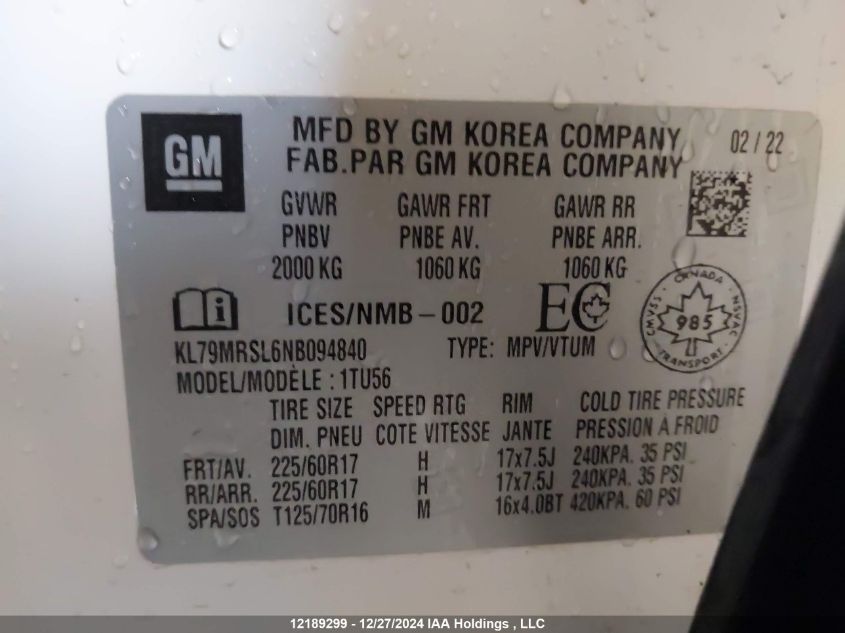 GM
MFD BY GM KOREA COMPANY 02 / 22
FAB.PAR GM KOREA COMPANY
GVWR GAWR FRT GAWR RR
PNBV PNBE AV. PNBE ARR.
2000 KG 1060 KG 1060 KG
ICES/NMB-002 EC
CANADA
CMVSS 985 NSVAC
TRANSPORT
KL79MRSL6NB094840 TYPE: MPV/VTUM
MODEL/MODÈLE : 1TU56
TIRE SIZE SPEED RTG RIM COLD TIRE PRESSURE
DIM. PNEU COTE VITESSE JANTE PRESSION A FROID
FRT/AV. 225/60R17 H 17x7.5J 240KPA. 35 PSI
RR/ARR. 225/60R17 H 17x7.5J 240KPA. 35 PSI
SPA/SOS T125/70R16 M 16x4.0BT 420KPA. 60 PSI
12189299 - 12/27/2024 IAA Holdings , LLC